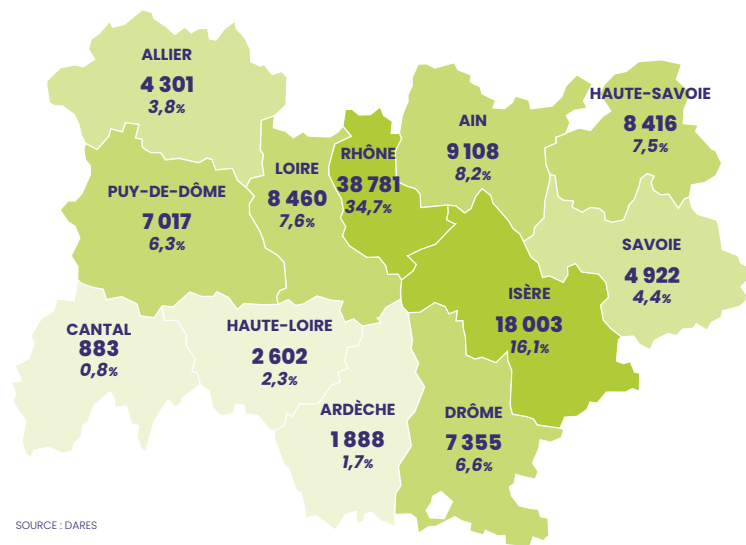 ALLIER
4 301
3,8%
HAUTE-SAVOIE
8 416
7,5%
AIN
9 108
8,2%
RHÔNE
38 781
34,7%
LOIRE
8 460
7,6%
PUY-DE-DÔME
7 017
6,3%
SAVOIE
4 922
4,4%
ISÈRE
18 003
16,1%
CANTAL
883
0,8%
HAUTE-LOIRE
2 602
2,3%
ARDÈCHE
1 888
1,7%
DRÔME
7 355
6,6%
SOURCE : DARES